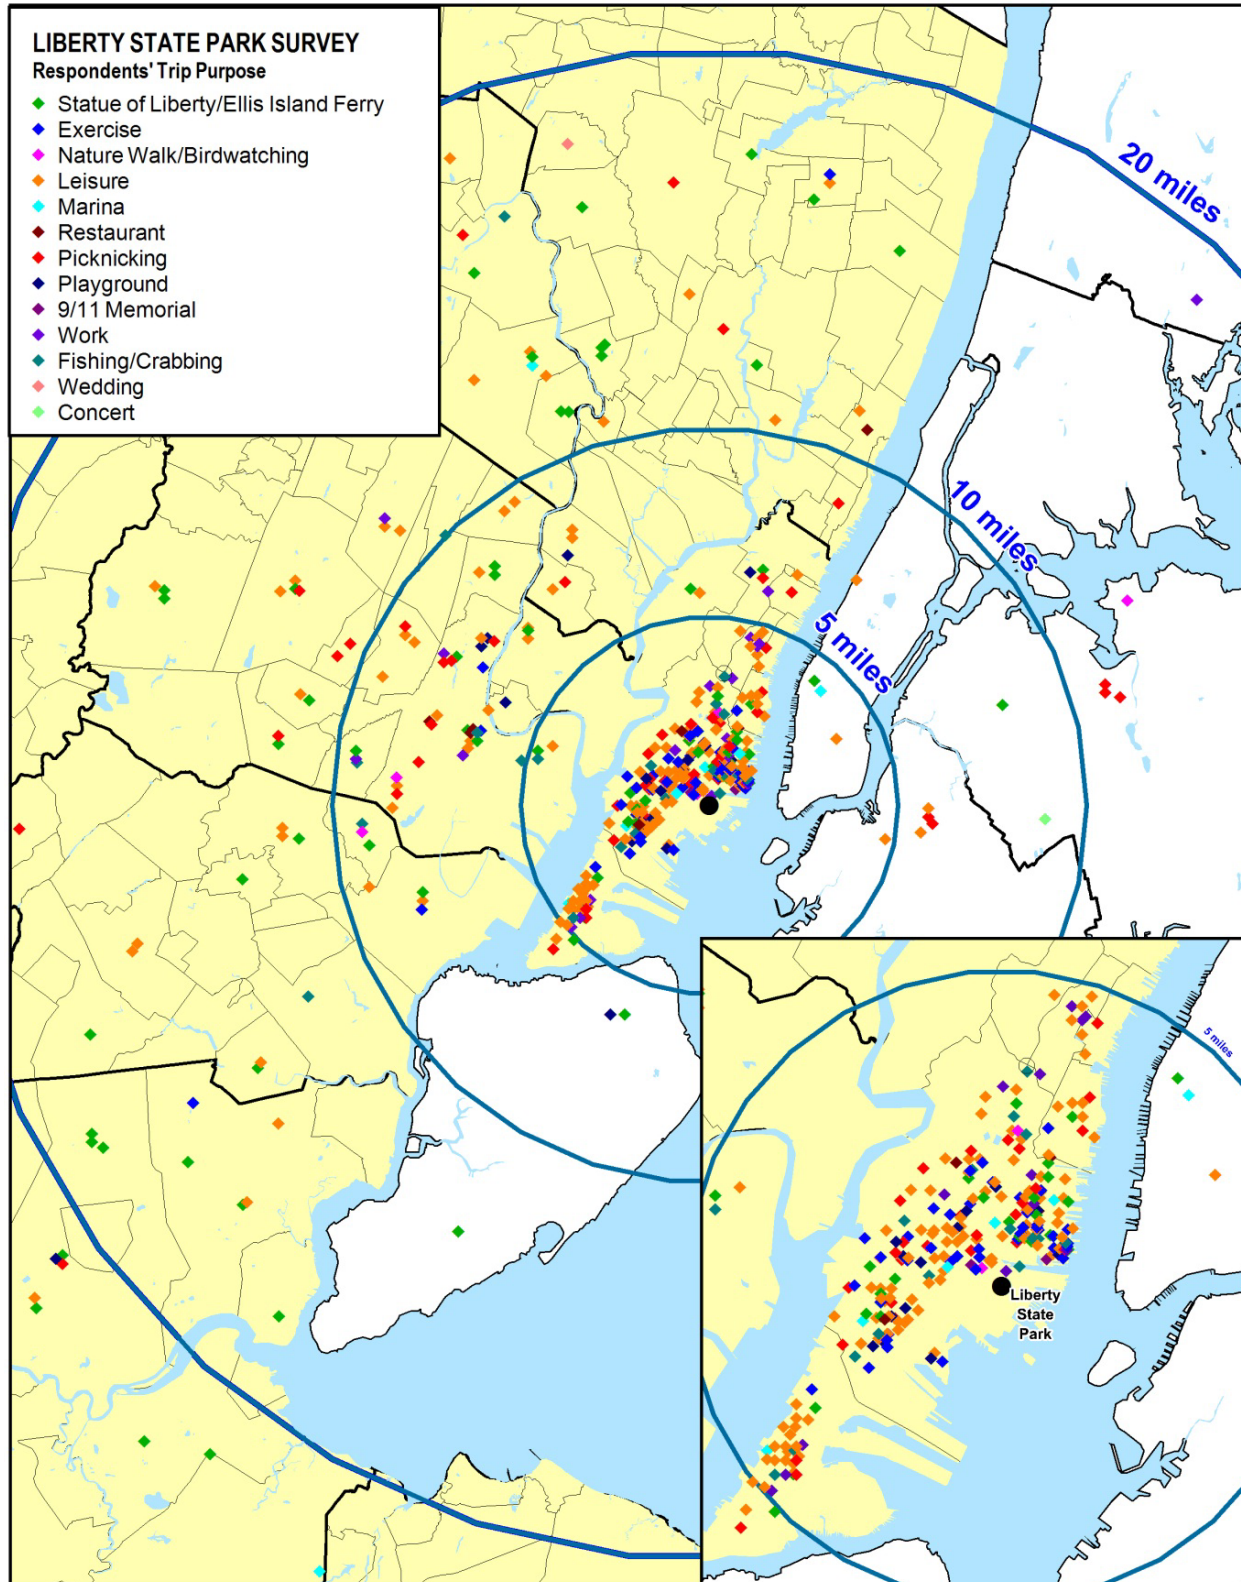 LIBERTY STATE PARK SURVEY
Respondents' Trip Purpose
Statue of Liberty/Ellis Island Ferry
Exercise
Nature Walk/Birdwatching
Leisure
Marina
Restaurant
Picknicking
Playground
9/11 Memorial
Work
Fishing/Crabbing
Wedding
Concert
20 miles
10 miles
5 miles
5 miles
Liberty
State
Park